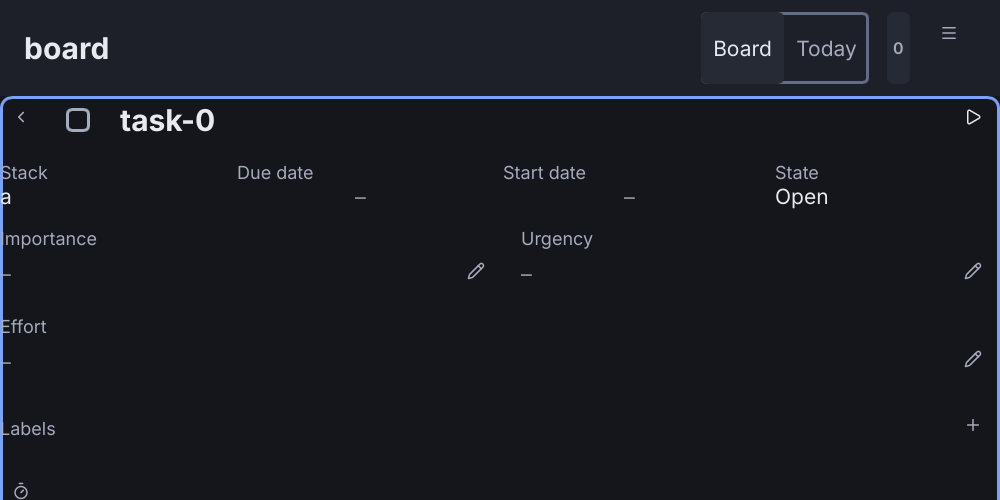 board
Board Today 0
task-0
Stack Due date Start date State
a – – Open
Importance Urgency
– –
Effort
–
Labels